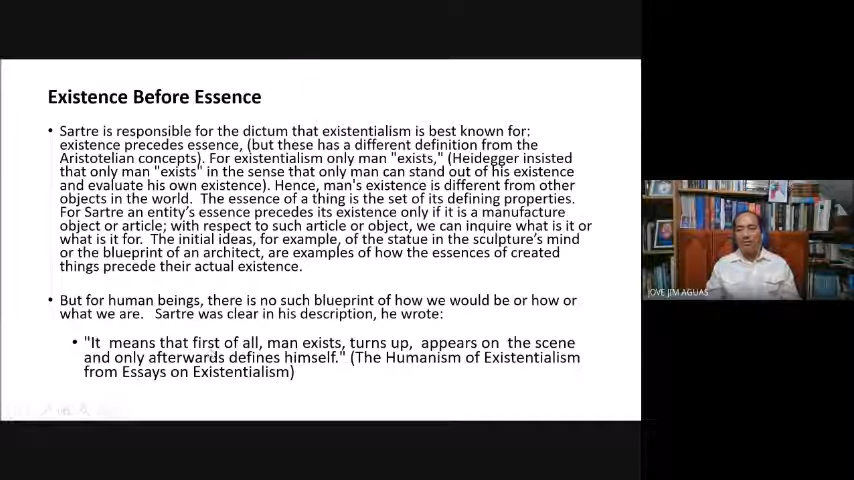 Existence Before Essence
• Sartre is responsible for the dictum that existentialism is best known for:
existence precedes essence, (but these has a different definition from the
Aristotelian concepts). For existentialism only man "exists," (Heidegger insisted
that only man "exists" in the sense that only man can stand out of his existence
and evaluate his own existence). Hence, man's existence is different from other
objects in the world. The essence of a thing is the set of its defining properties.
For Sartre an entity's essence precedes its existence only if it is a manufacture
object or article; with respect to such article or object, we can inquire what is it or
what is it for. The initial ideas, for example, of the statue in the sculpture's mind
or the blueprint of an architect, are examples of how the essences of created
things precede their actual existence.
• But for human beings, there is no such blueprint of how we would be or how or
what we are. Sartre was clear in his description, he wrote:
• "It means that first of all, man exists, turns up, appears on the scene
and only afterwards defines himself." (The Humanism of Existentialism
from Essays on Existentialism)
OVE JIM AGUAS